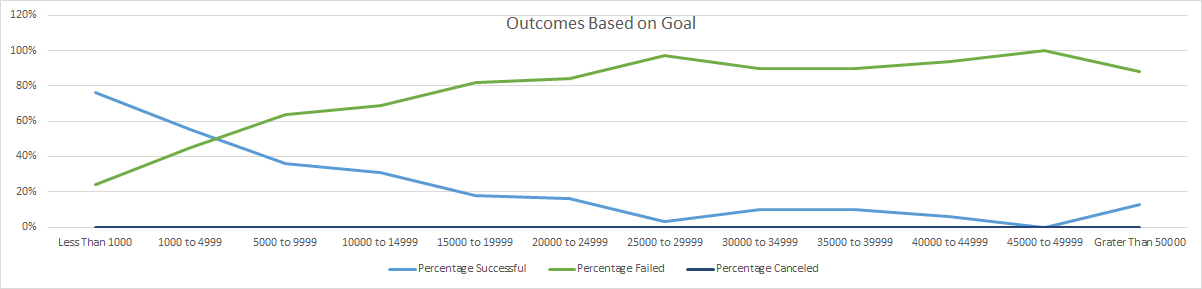 Outcomes Based on Goal
120%
100%
80%
60%
40%
20%
0%
Less Than 1000 1000 to 4999 5000 to 9999 10000 to 14999 15000 to 19999 20000 to 24999 25000 to 29999 30000 to 34999 35000 to 39999 40000 to 44999 45000 to 49999 Grater Than 50000
Percentage Successful Percentage Failed Percentage Canceled